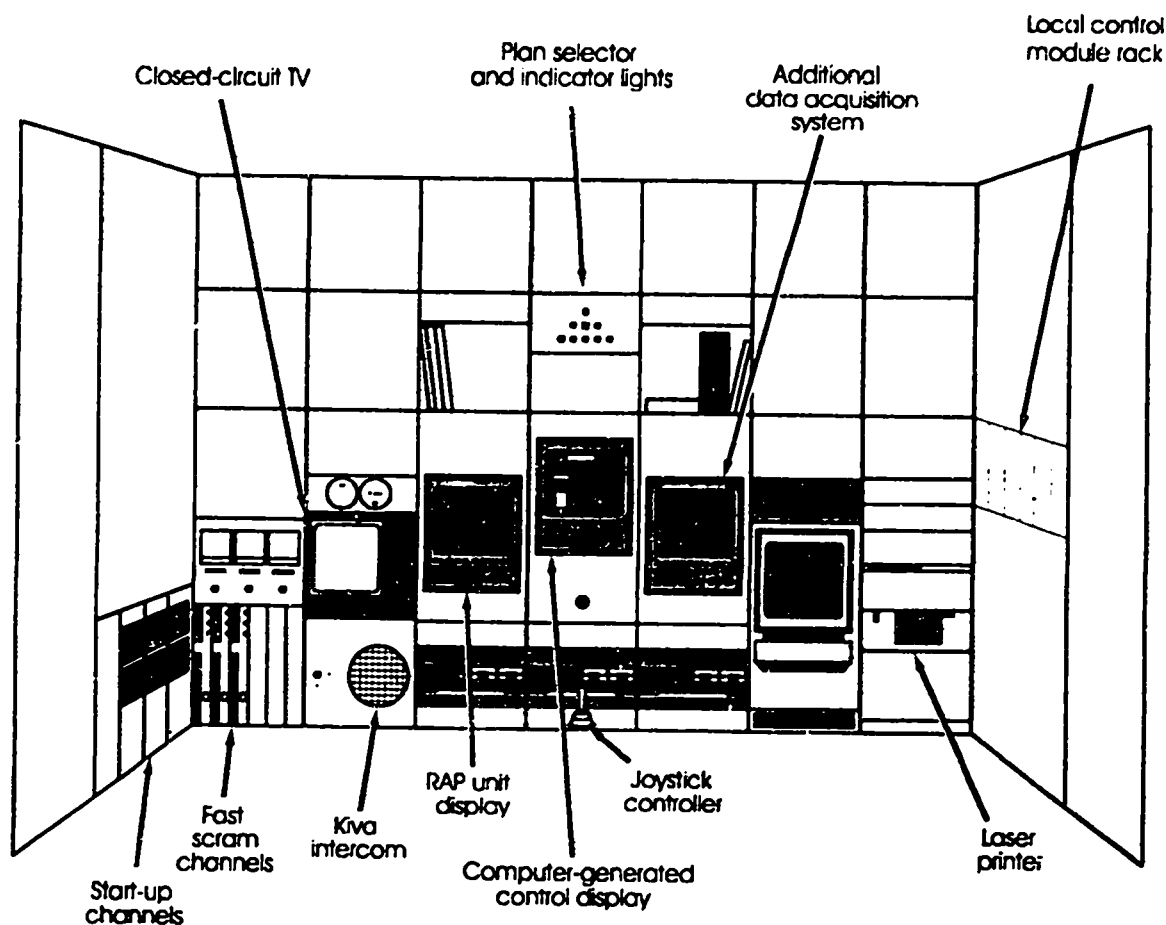 Local control
module rack
Plan selector
and indicator lights
Closed-circuit TV
Additional
data acquisition
system
RAP unit
display
Joystick
controller
Fast
scram
channels
Kiva
intercom
Laser
printer
Computer-generated
control display
Start-up
channels